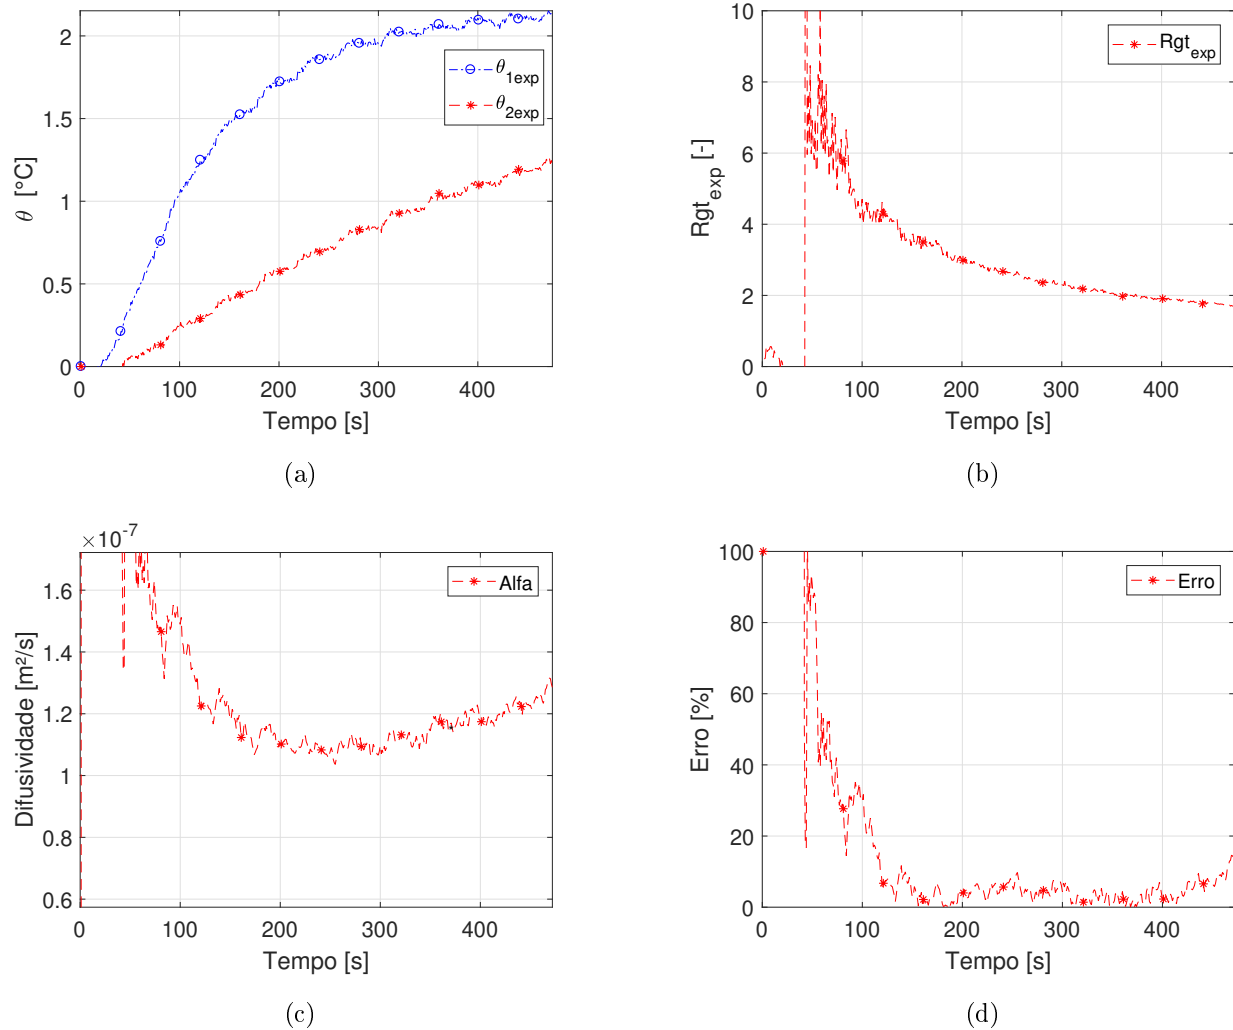 2
1.5
1
0.5
0
θ [°C]
θ1exp
θ2exp
0 100 200 300 400
Tempo [s]
(a)
10
8
6
4
2
0
Rgtexp [-]
Rgtexp
0 100 200 300 400
Tempo [s]
(b)
×10-7
1.6
1.4
1.2
1
0.8
0.6
Difusividade [m²/s]
Alfa
0 100 200 300 400
Tempo [s]
(c)
100
80
60
40
20
0
Erro [%]
Erro
0 100 200 300 400
Tempo [s]
(d)